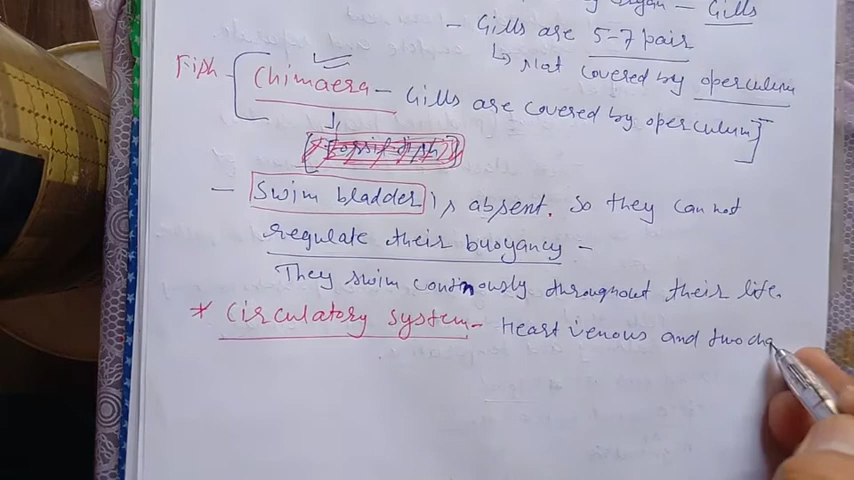 organ - Gills
- Gills are 5-7 pair
↳ Not covered by operculum
Fish Chimaera - Gills are covered by operculum]
- Swim bladder is absent. So they can not
regulate their buoyancy -
They swim continously throughout their life.
* Circulatory system - Heart venous and two cha